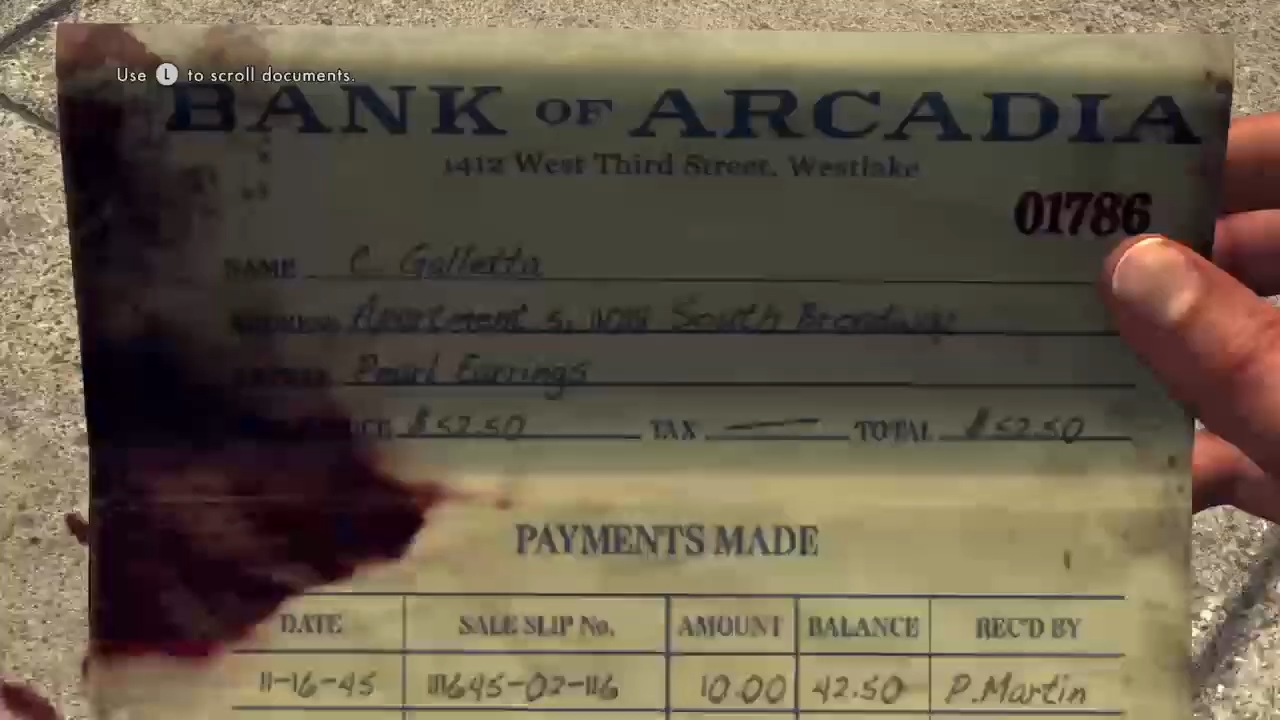 Use L to scroll documents.
BANK OF ARCADIA
1412 West Third Street, Westlake
01786
NAME C. Galletta
Apartment 5, South Broadway
Pearl Earrings
$52.50 TAX — TOTAL $52.50
PAYMENTS MADE
DATE SALE SLIP No. AMOUNT BALANCE REC'D BY
11-16-45 111645-02-116 10.00 42.50 P. Martin